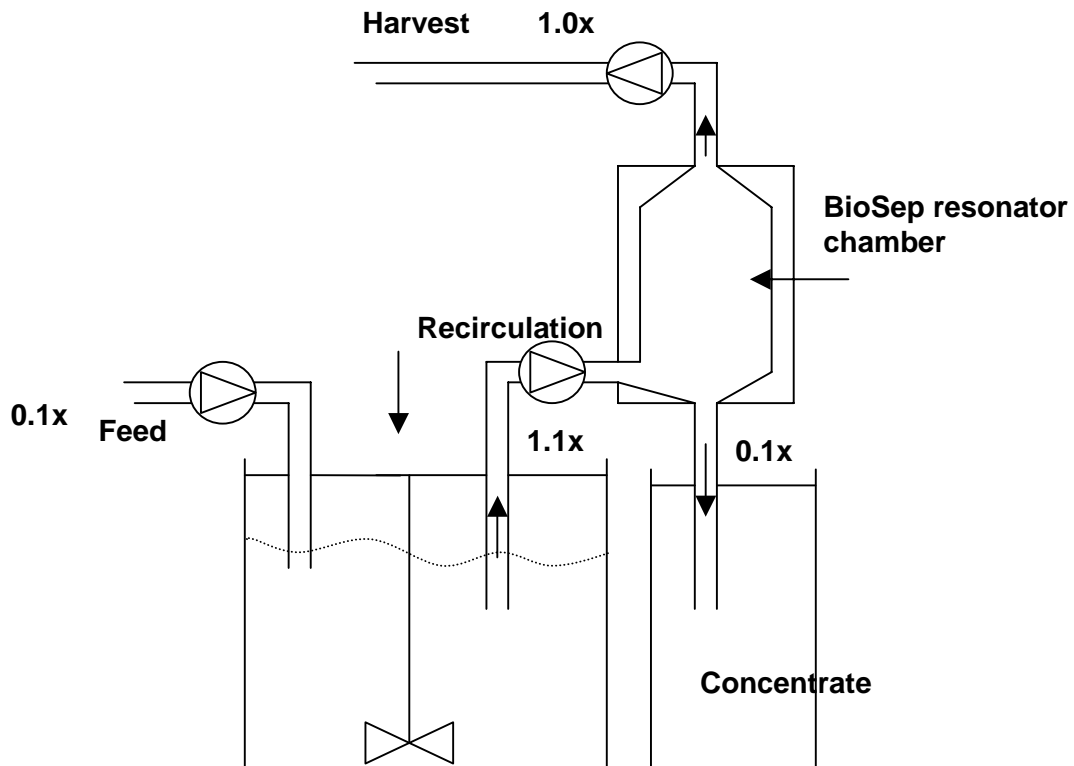 Harvest 1.0x
BioSep resonator
chamber
Recirculation
0.1x Feed
1.1x
0.1x
Concentrate